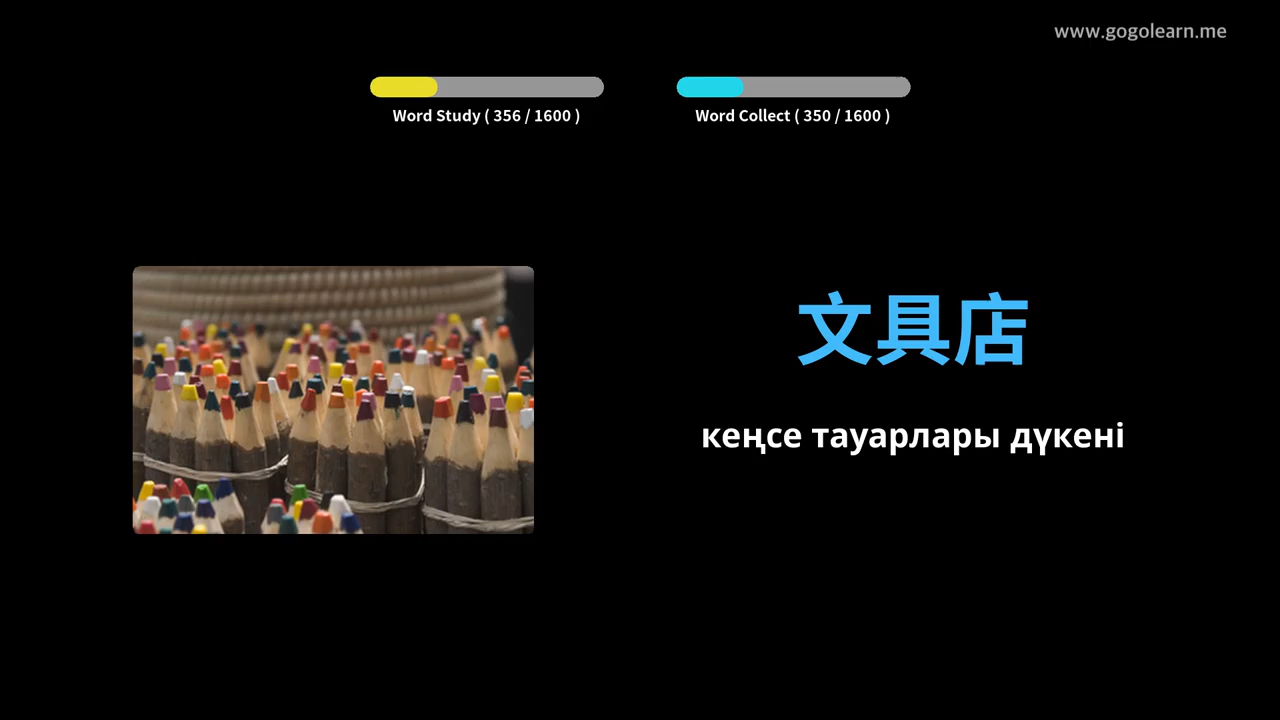 www.gogolearn.me
Word Study ( 356 / 1600 )
Word Collect ( 350 / 1600 )
文具店
кеңсе тауарлары дүкені